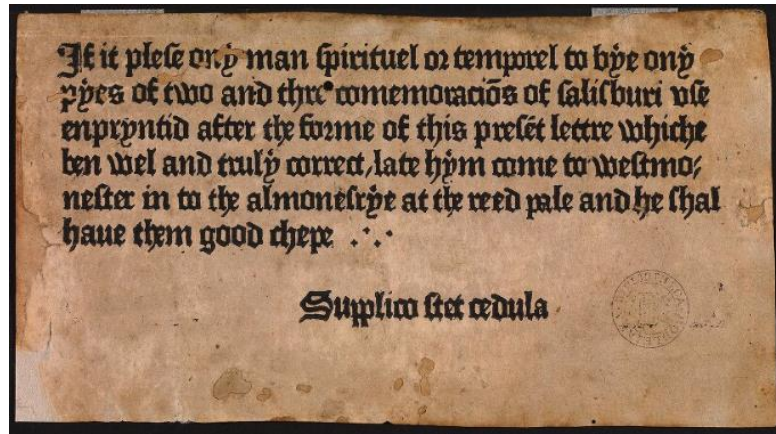 If it plese ony man spirituel or temporel to bye ony
pyes of two and thre comemoraciōs of salisburi vse
enpryntid after the forme of this presēt lettre whiche
ben wel and truly correct, late hym come to westmo⸗
nester in to the almonesrye at the reed pale and he shal
haue them good chepe .·.
Supplico stet cedula